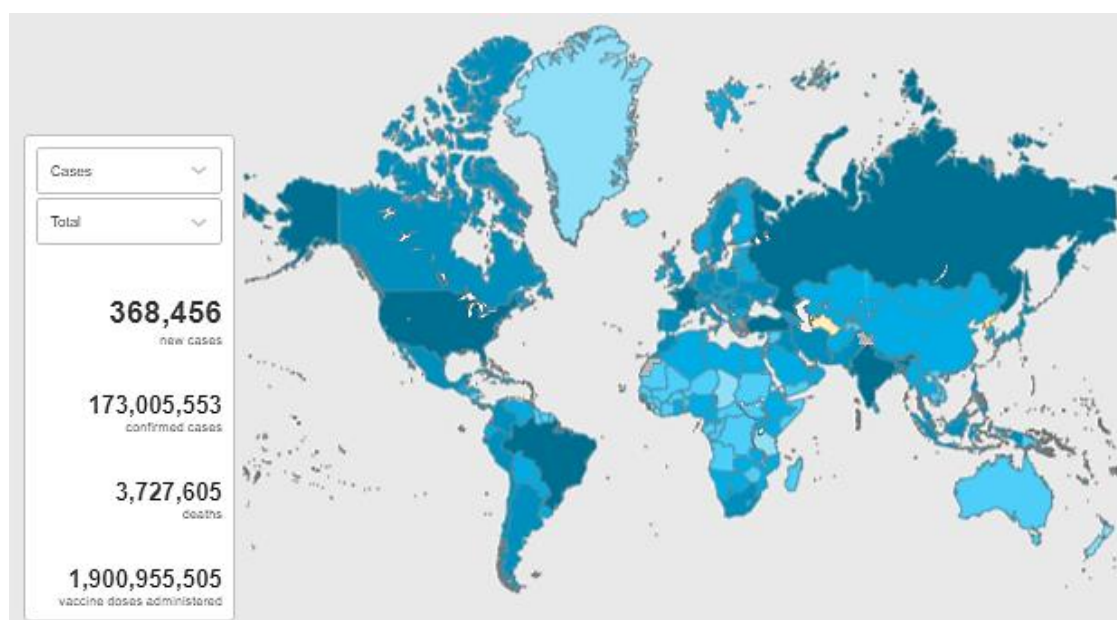 Cases
Total
368,456
new cases
173,005,553
confirmed cases
3,727,605
deaths
1,900,955,505
vaccine doses administered